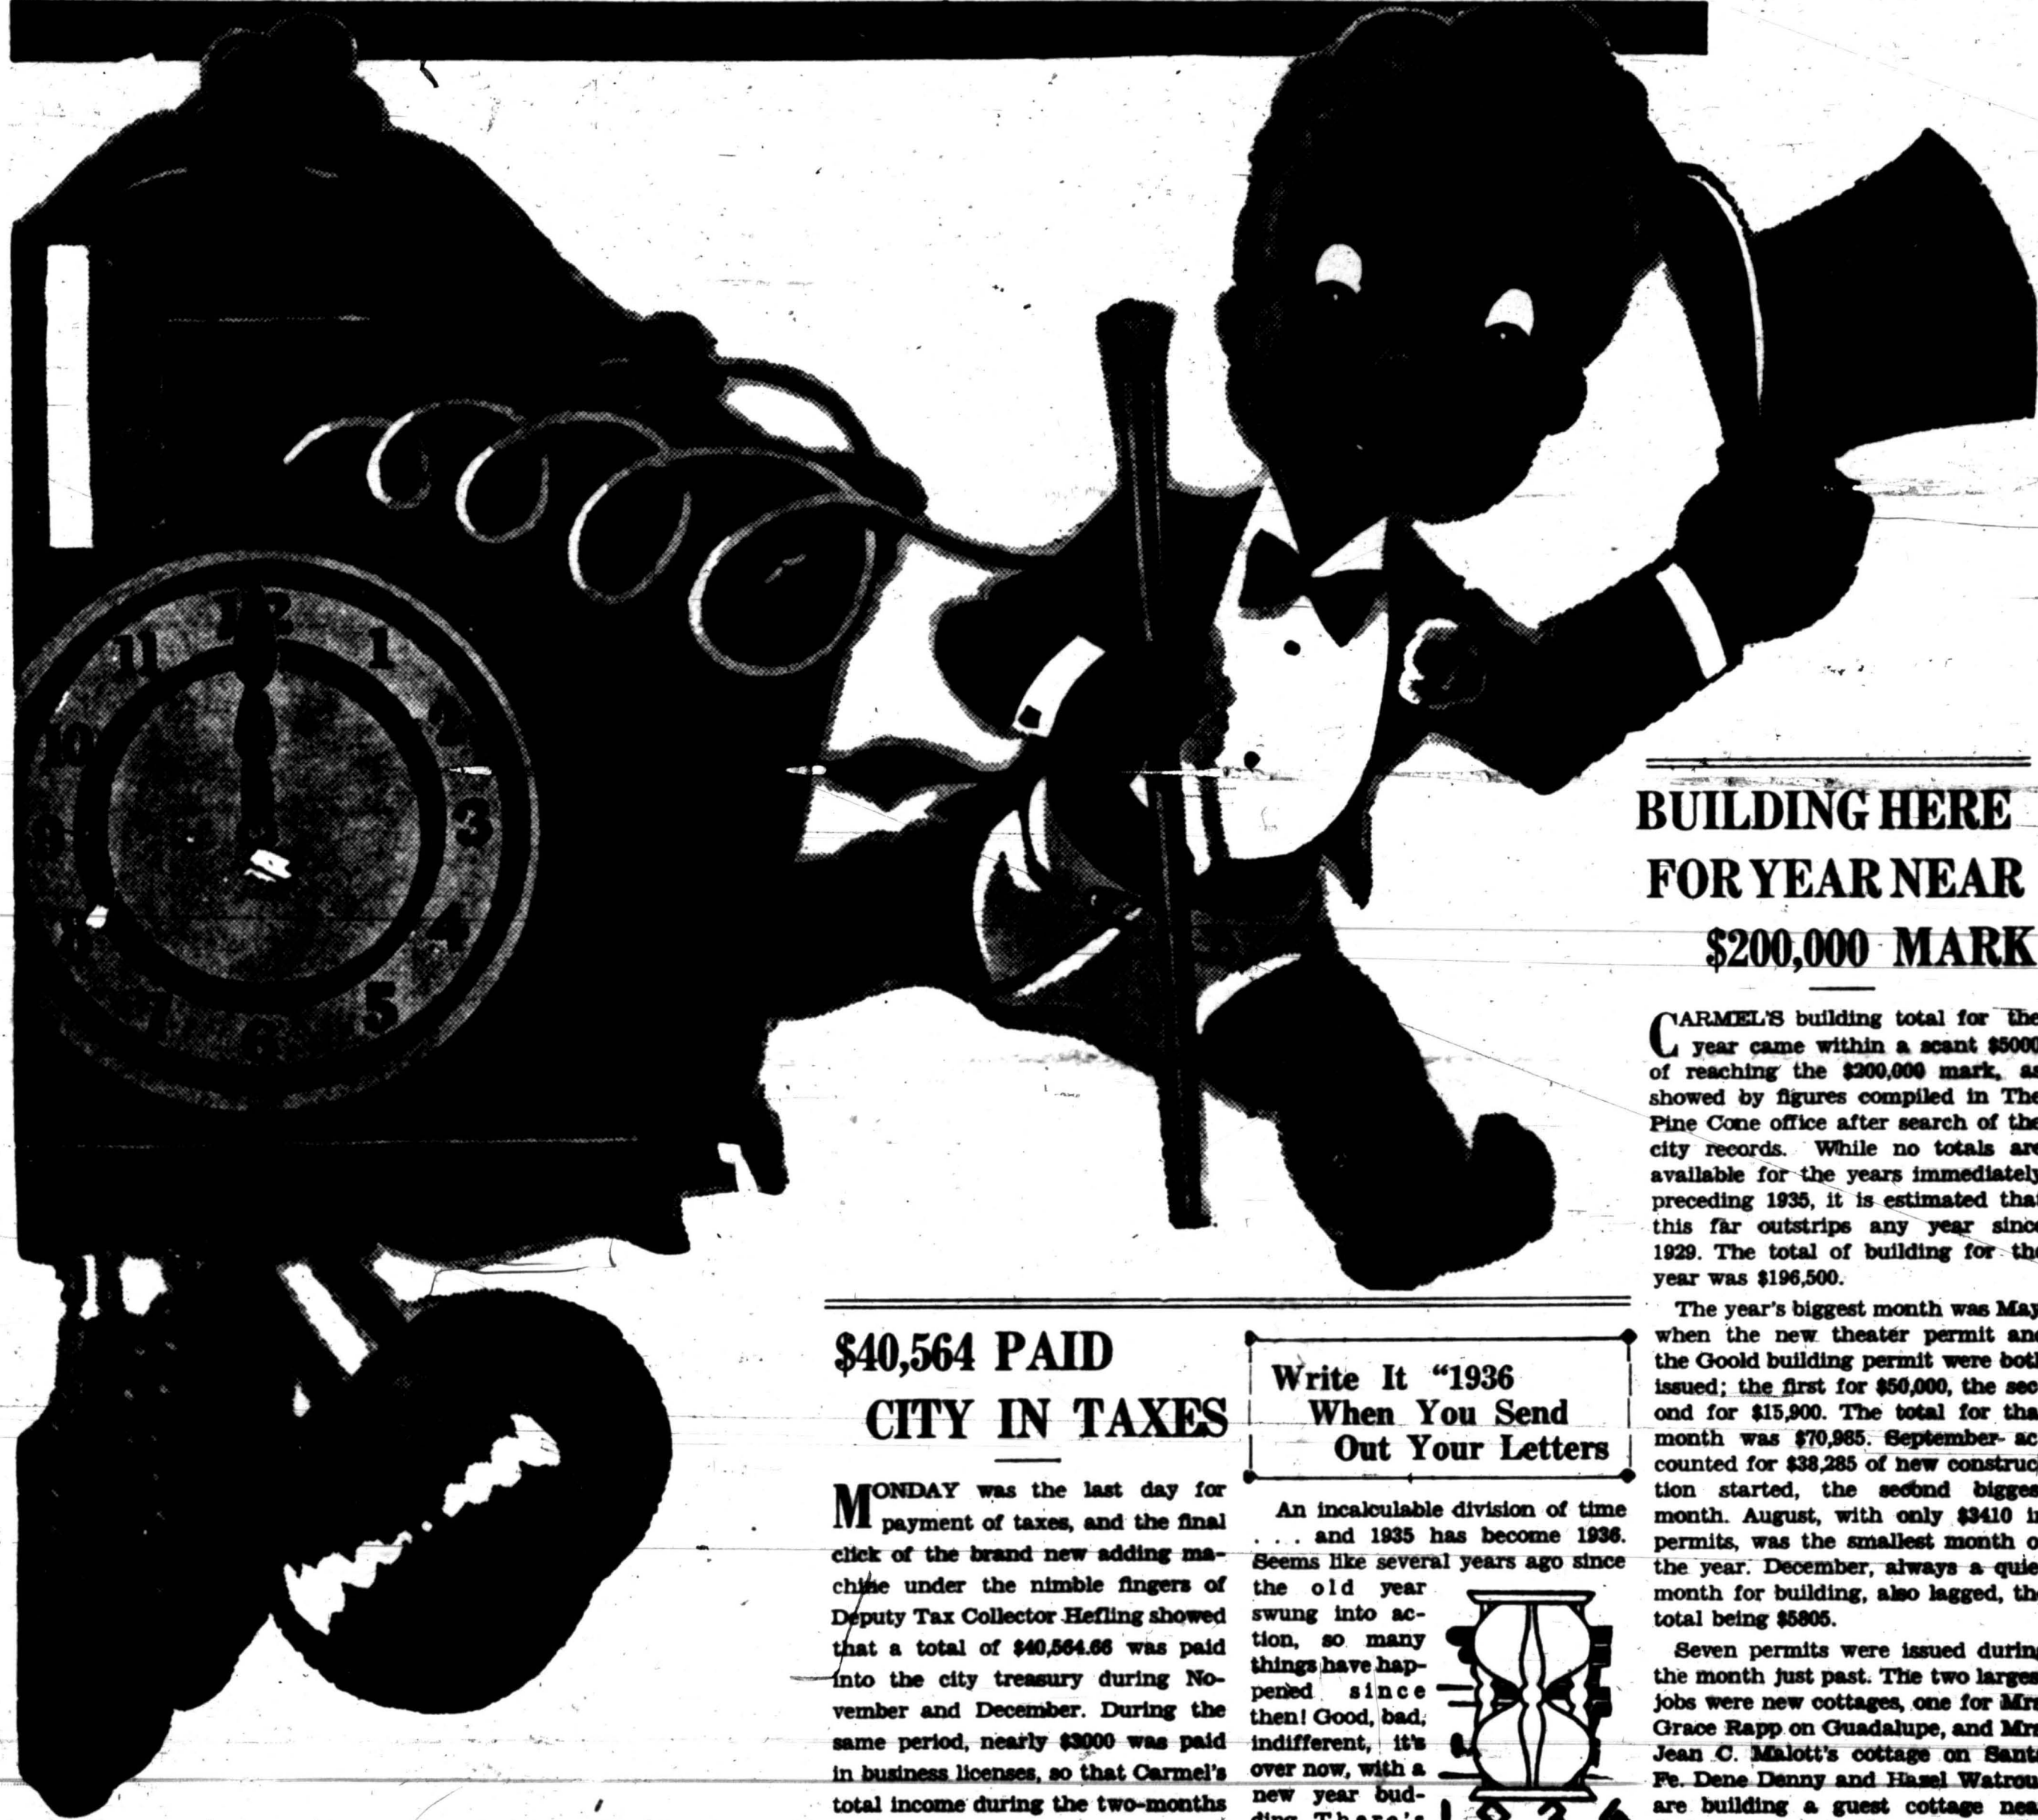 12
1
2
3
4
5
6
7
8
9
10
11
BUILDING HERE
FOR YEAR NEAR
$200,000 MARK
CARMEL'S building total for the
year came within a scant $5000
of reaching the $200,000 mark, as
showed by figures compiled in The
Pine Cone office after search of the
city records. While no totals are
available for the years immediately
preceding 1935, it is estimated that
this far outstrips any year since
1929. The total of building for the
year was $196,500.
The year's biggest month was May
when the new theater permit and
the Goold building permit were both
issued; the first for $50,000, the sec
ond for $15,900. The total for that
month was $70,985. September ac
counted for $38,285 of new construc
tion started, the second biggest
month. August, with only $3410 in
permits, was the smallest month of
the year. December, always a quiet
month for building, also lagged, the
total being $5805.
Seven permits were issued during
the month just past. The two largest
jobs were new cottages, one for Mrs
Grace Rapp on Guadalupe, and Mrs
Jean C. Malott's cottage on Santa
Fe. Dene Denny and Hazel Watrous
are building a guest cottage near
$40,564 PAID
CITY IN TAXES
MONDAY was the last day for
payment of taxes, and the final
click of the brand new adding ma-
chine under the nimble fingers of
Deputy Tax Collector Hefling showed
that a total of $40,564.66 was paid
into the city treasury during No-
vember and December. During the
same period, nearly $3000 was paid
in business licenses, so that Carmel's
total income during the two-months
Write It "1936
When You Send
Out Your Letters
An incalculable division of time
. . . and 1935 has become 1936.
Seems like several years ago since
the old year
swung into ac-
tion, so many
things have hap-
pened since
then! Good, bad,
indifferent, it's
over now, with a
new year bud-
ding. There's
1936